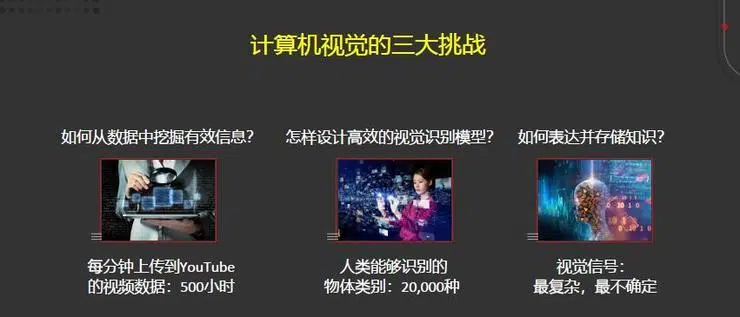 计算机视觉的三大挑战
如何从数据中挖掘有效信息?
怎样设计高效的视觉识别模型?
如何表达并存储知识?
每分钟上传到YouTube
的视频数据：500小时
人类能够识别的
物体类别：20,000种
视觉信号：
最复杂，最不确定